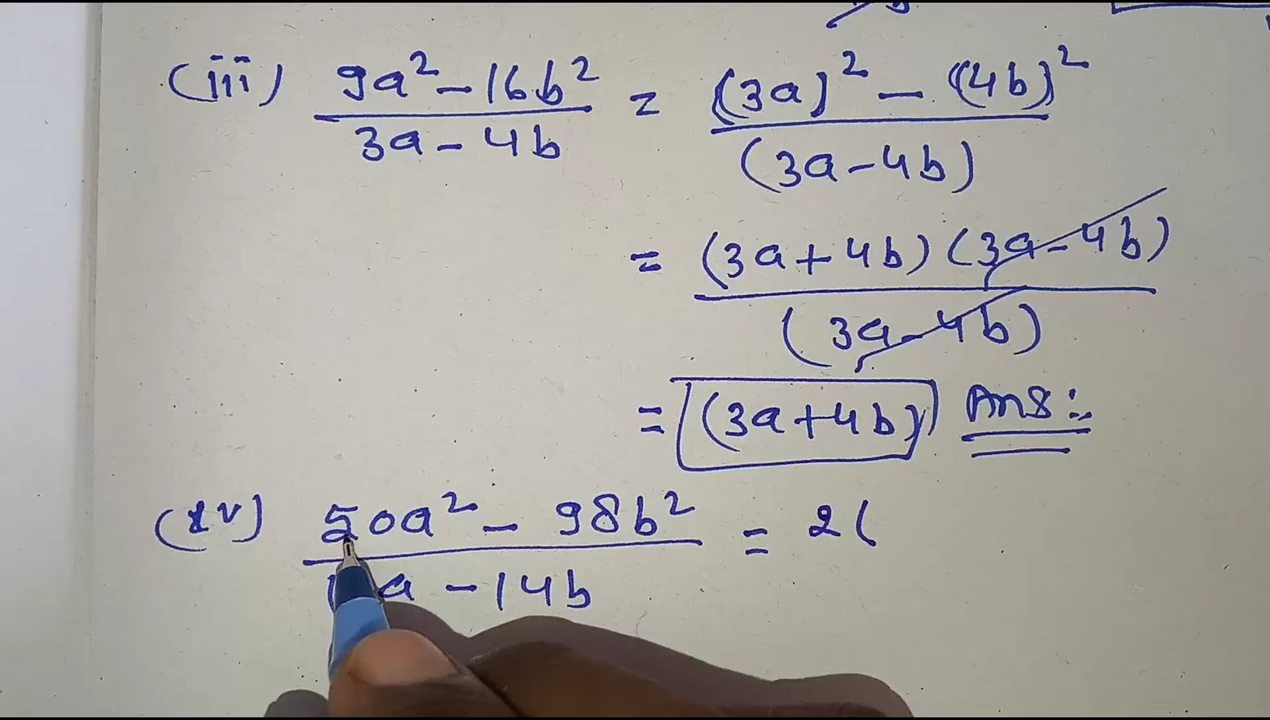 (iii) 9a² - 16b² / 3a - 4b = (3a)² - (4b)² / (3a - 4b)
= (3a + 4b) (3a - 4b) / (3a - 4b)
= (3a + 4b) Ans:
(iv) 50a² - 98b² / a - 14b = 2(